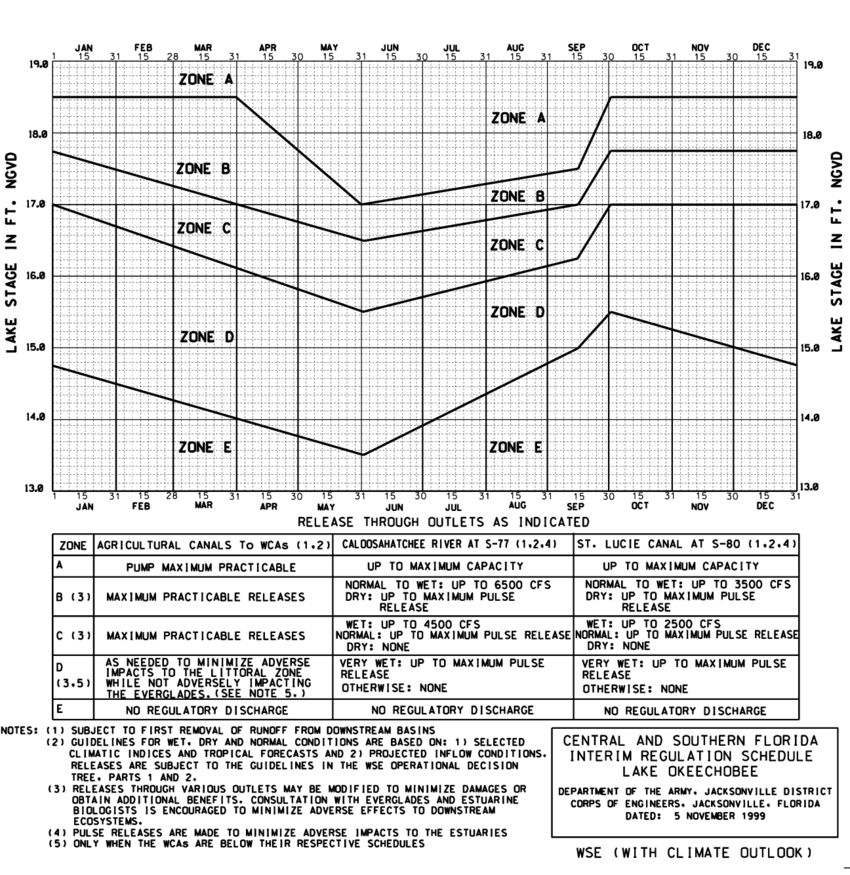 JAN FEB MAR APR MAY JUN JUL AUG SEP OCT NOV DEC
1 15 31 15 28 15 31 15 30 15 31 15 30 15 31 15 31 15 30 15 31 15 30 15 31
19.0 19.0
ZONE A
ZONE A
18.0 18.0
ZONE B
ZONE B
17.0 17.0
ZONE C
ZONE C
16.0 16.0
ZONE D
ZONE D
15.0 15.0
14.0 14.0
ZONE E
ZONE E
13.0 13.0
LAKE STAGE IN FT. NGVD
LAKE STAGE IN FT. NGVD
1 15 31 15 28 15 31 15 30 15 31 15 30 15 31 15 31 15 30 15 31 15 30 15 31
JAN FEB MAR APR MAY JUN JUL AUG SEP OCT NOV DEC
RELEASE THROUGH OUTLETS AS INDICATED
ZONE AGRICULTURAL CANALS To WCAs (1,2) CALOOSAHATCHEE RIVER AT S-77 (1,2,4) ST. LUCIE CANAL AT S-80 (1,2,4)
A PUMP MAXIMUM PRACTICABLE UP TO MAXIMUM CAPACITY UP TO MAXIMUM CAPACITY
B (3) MAXIMUM PRACTICABLE RELEASES
NORMAL TO WET: UP TO 6500 CFS
DRY: UP TO MAXIMUM PULSE
RELEASE
NORMAL TO WET: UP TO 3500 CFS
DRY: UP TO MAXIMUM PULSE
RELEASE
C (3) MAXIMUM PRACTICABLE RELEASES
WET: UP TO 4500 CFS
NORMAL: UP TO MAXIMUM PULSE RELEASE
DRY: NONE
WET: UP TO 2500 CFS
NORMAL: UP TO MAXIMUM PULSE RELEASE
DRY: NONE
D
(3,5)
AS NEEDED TO MINIMIZE ADVERSE
IMPACTS TO THE LITTORAL ZONE
WHILE NOT ADVERSELY IMPACTING
THE EVERGLADES. (SEE NOTE 5.)
VERY WET: UP TO MAXIMUM PULSE
RELEASE
OTHERWISE: NONE
VERY WET: UP TO MAXIMUM PULSE
RELEASE
OTHERWISE: NONE
E NO REGULATORY DISCHARGE NO REGULATORY DISCHARGE NO REGULATORY DISCHARGE
NOTES: (1) SUBJECT TO FIRST REMOVAL OF RUNOFF FROM DOWNSTREAM BASINS
(2) GUIDELINES FOR WET, DRY AND NORMAL CONDITIONS ARE BASED ON: 1) SELECTED
CLIMATIC INDICES AND TROPICAL FORECASTS AND 2) PROJECTED INFLOW CONDITIONS.
RELEASES ARE SUBJECT TO THE GUIDELINES IN THE WSE OPERATIONAL DECISION
TREE, PARTS 1 AND 2.
(3) RELEASES THROUGH VARIOUS OUTLETS MAY BE MODIFIED TO MINIMIZE DAMAGES OR
OBTAIN ADDITIONAL BENEFITS. CONSULTATION WITH EVERGLADES AND ESTUARINE
BIOLOGISTS IS ENCOURAGED TO MINIMIZE ADVERSE EFFECTS TO DOWNSTREAM
ECOSYSTEMS.
(4) PULSE RELEASES ARE MADE TO MINIMIZE ADVERSE IMPACTS TO THE ESTUARIES
(5) ONLY WHEN THE WCAs ARE BELOW THEIR RESPECTIVE SCHEDULES
CENTRAL AND SOUTHERN FLORIDA
INTERIM REGULATION SCHEDULE
LAKE OKEECHOBEE
DEPARTMENT OF THE ARMY, JACKSONVILLE DISTRICT
CORPS OF ENGINEERS, JACKSONVILLE, FLORIDA
DATED: 5 NOVEMBER 1999
WSE (WITH CLIMATE OUTLOOK)